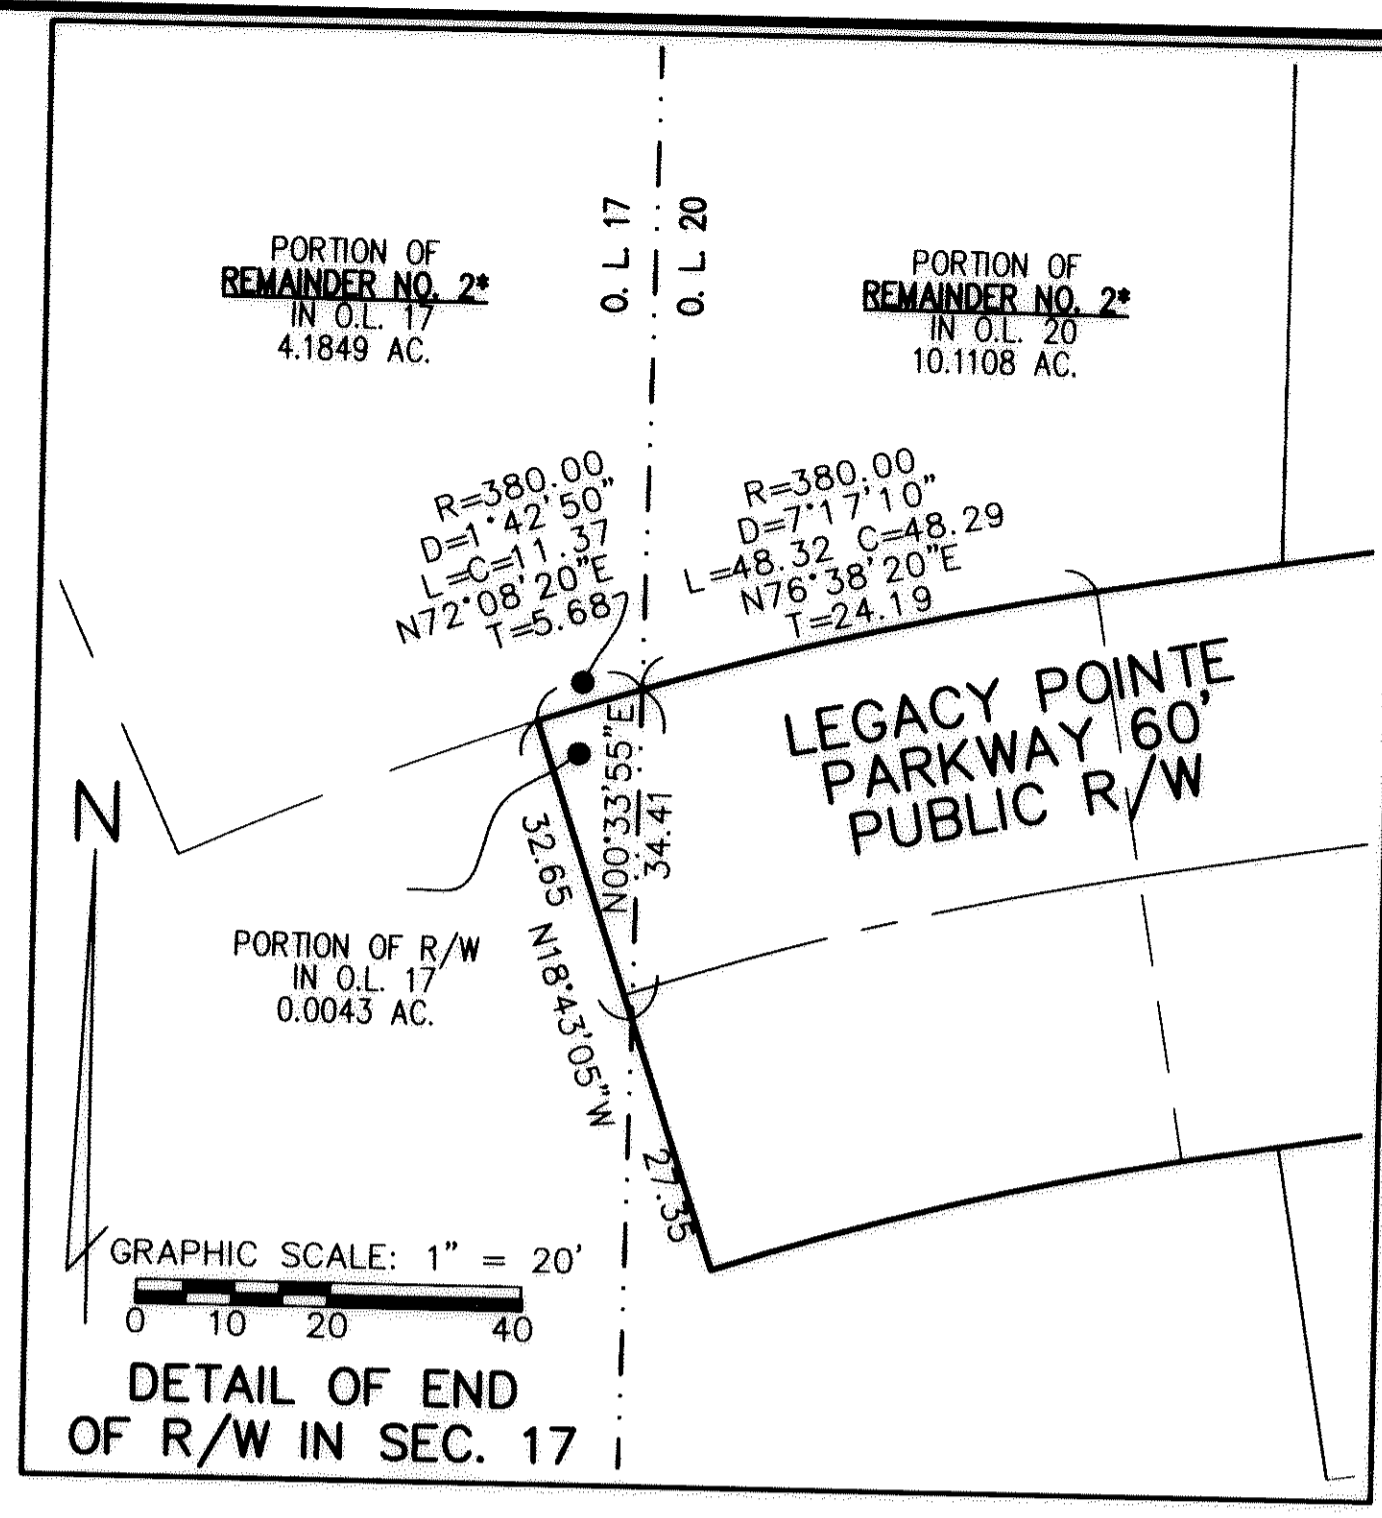 O. L. 17
O. L. 20
PORTION OF
REMAINDER NO. 2*
IN O.L. 17
4.1849 AC.
PORTION OF
REMAINDER NO. 2*
IN O.L. 20
10.1108 AC.
R=380.00
D=1°42'50"
L=C=11.37
N72°08'20"E
T=5.68
R=380.00
D=7°17'10"
L=48.32 C=48.29
N76°38'20"E
T=24.19
LEGACY POINTE
PARKWAY 60'
PUBLIC R/W
N00°33'55"E
34.41
32.65 N18°43'05"W
27.35
N
PORTION OF R/W
IN O.L. 17
0.0043 AC.
GRAPHIC SCALE: 1" = 20'
0 10 20 40
DETAIL OF END
OF R/W IN SEC. 17